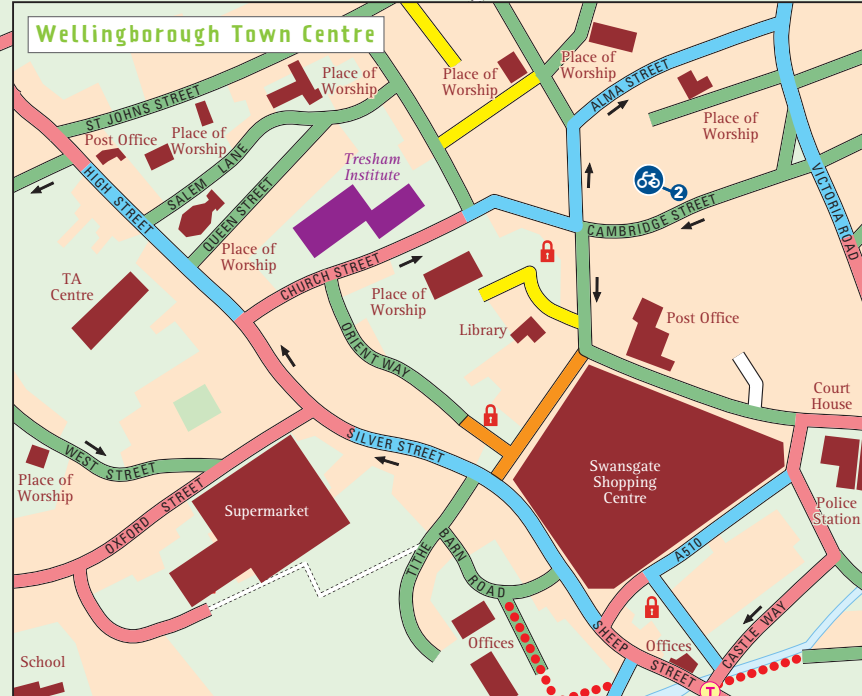 Wellingborough Town Centre
Place of
Worship
Place of
Worship
Place of
Worship
ALMA STREET
ST JOHNS STREET
Post Office
Place of
Worship
Place of
Worship
SALEM LANE
Tresham
Institute
HIGH STREET
QUEEN STREET
2
VICTORIA ROAD
CAMBRIDGE STREET
Place of
Worship
TA
Centre
CHURCH STREET
Place of
Worship
Library
Post Office
ORIENT WAY
Court
House
SILVER STREET
WEST STREET
Place of
Worship
Swansgate
Shopping
Centre
OXFORD STREET
Supermarket
Police
Station
A510
TITHE BARN ROAD
CASTLE WAY
SHEEP STREET
Offices
Offices
School
T